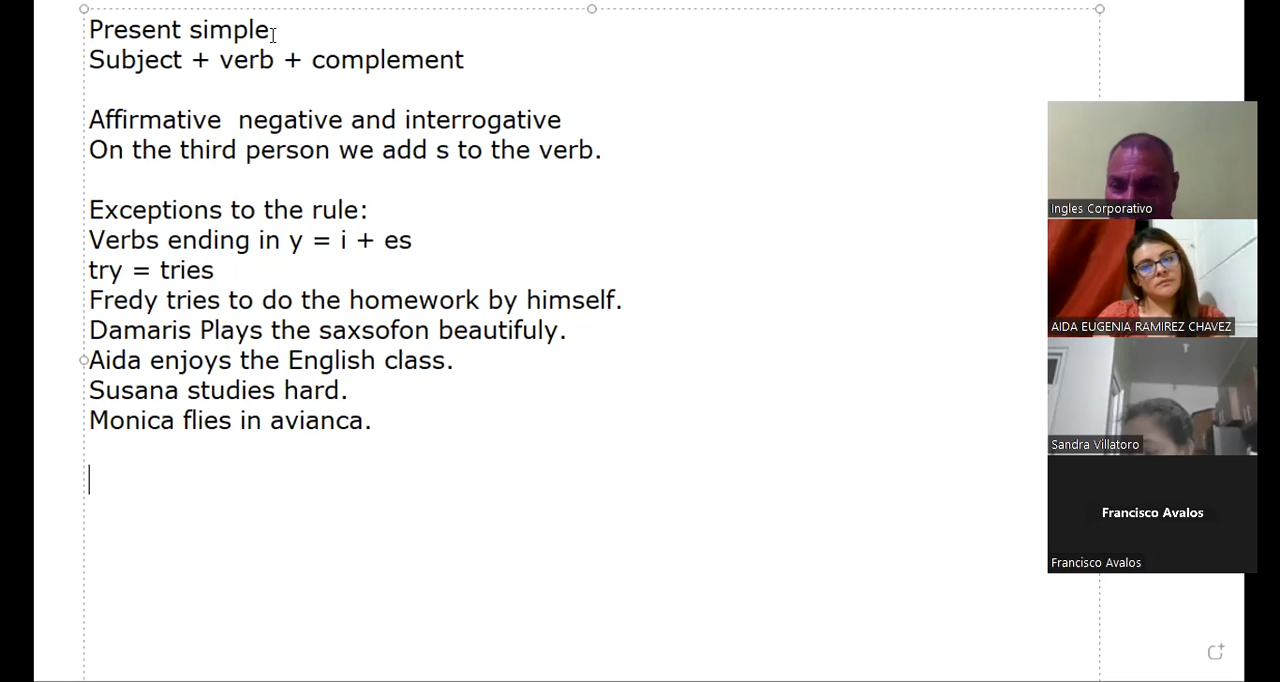 Present simple
Subject + verb + complement
Affirmative  negative and interrogative
On the third person we add s to the verb.
Exceptions to the rule:
Verbs ending in y = i + es
try = tries
Fredy tries to do the homework by himself.
Damaris Plays the saxsofon beautifuly.
Aida enjoys the English class.
Susana studies hard.
Monica flies in avianca.
Ingles Corporativo
AIDA EUGENIA RAMIREZ CHAVEZ
Sandra Villatoro
Francisco Avalos
Francisco Avalos